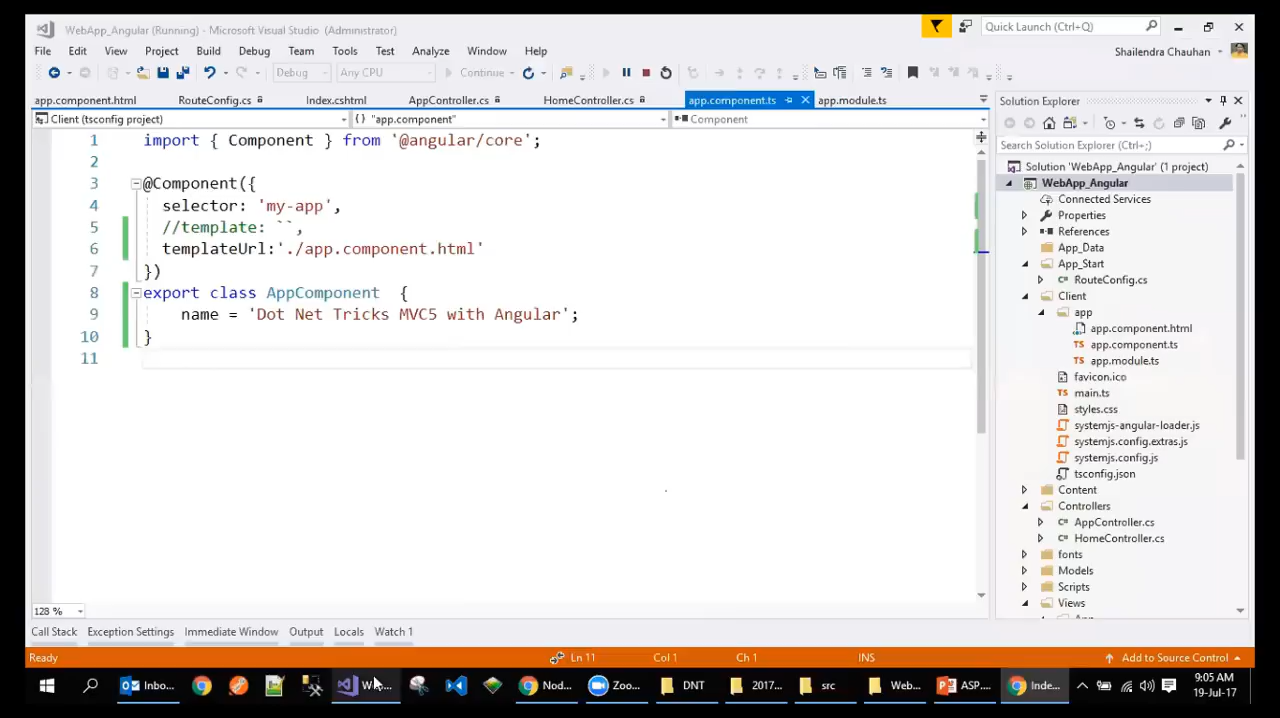 WebApp_Angular (Running) - Microsoft Visual Studio (Administrator)
Quick Launch (Ctrl+Q)
File Edit View Project Build Debug Team Tools Test Analyze Window Help
Shailendra Chauhan
Debug Any CPU Continue
app.component.html RouteConfig.cs Index.cshtml AppController.cs HomeController.cs app.component.ts app.module.ts
Solution Explorer
Client (tsconfig project) {} "app.component" Component
Search Solution Explorer (Ctrl+;)
1 import { Component } from '@angular/core';
2
3 @Component({
4 selector: 'my-app',
5 //template: ``,
6 templateUrl:'./app.component.html'
7 })
8 export class AppComponent {
9 name = 'Dot Net Tricks MVC5 with Angular';
10 }
11
Solution 'WebApp_Angular' (1 project)
WebApp_Angular
Connected Services
Properties
References
App_Data
App_Start
C# RouteConfig.cs
Client
app
app.component.html
TS app.component.ts
TS app.module.ts
favicon.ico
TS main.ts
styles.css
systemjs-angular-loader.js
systemjs.config.extras.js
systemjs.config.js
tsconfig.json
Content
Controllers
C# AppController.cs
C# HomeController.cs
fonts
Models
Scripts
Views
128 %
Call Stack Exception Settings Immediate Window Output Locals Watch 1
Ready Ln 11 Col 1 Ch 1 INS Add to Source Control
Inbo... We... Nod... Zoo... DNT 2017... src Web... ASP.... Inde...
9:05 AM
19-Jul-17